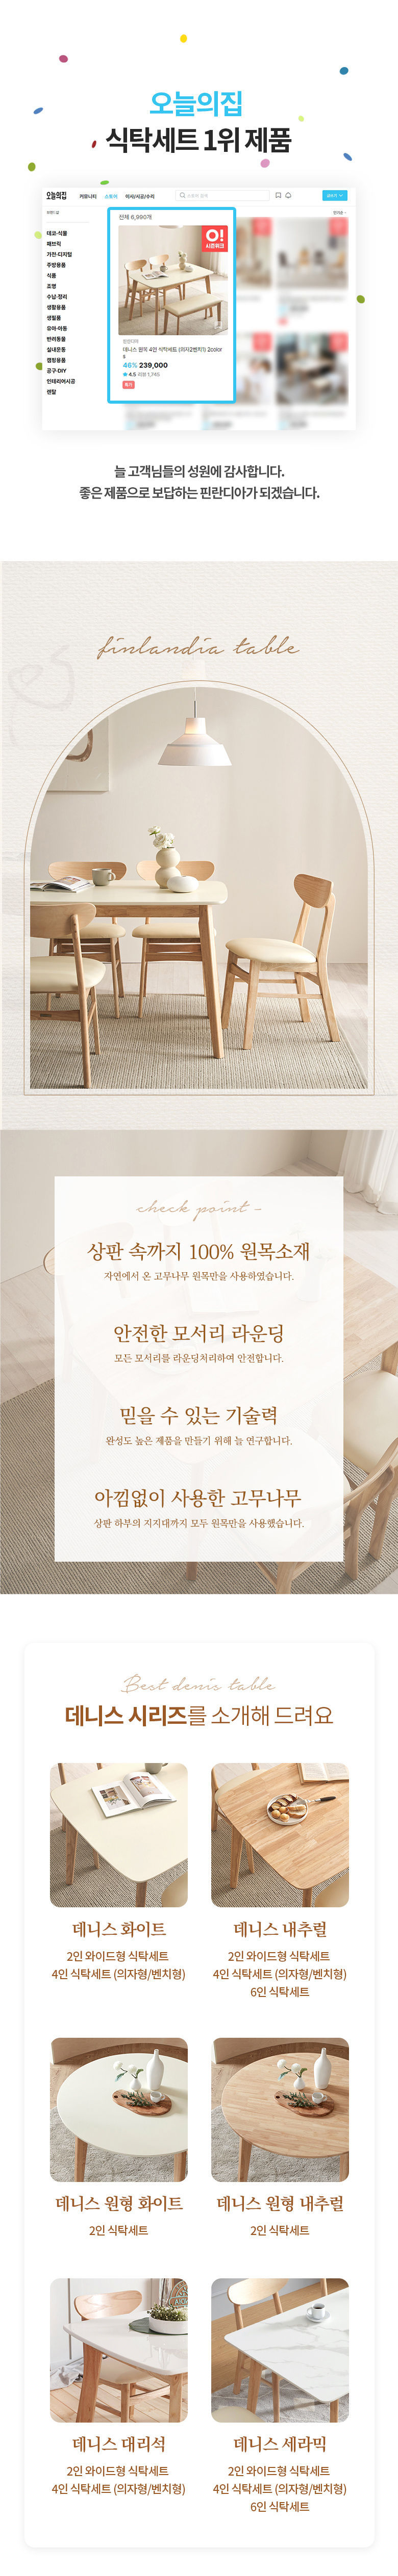 오늘의집
식탁세트 1위 제품
오늘의집
커뮤니티 쇼핑하기 이사/시공/수리
데코·식물
패브릭
가전·디지털
주방용품
식품
조명
수납·정리
생활용품
생필품
유아·아동
반려동물
실내운동
캠핑용품
공구·DIY
인테리어시공
렌탈
전체 6,990개
O!
핀란디아
데니스 원목 4인 식탁세트 (의자2벤치1) 2color
s
46% 239,000
4.5 리뷰 1,745
특가
늘 고객님들의 성원에 감사합니다.
좋은 제품으로 보답하는 핀란디아가 되겠습니다.
finlandia table
check point -
상판 속까지 100% 원목소재
자연에서 온 고무나무 원목만을 사용하였습니다.
안전한 모서리 라운딩
모든 모서리를 라운딩처리하여 안전합니다.
믿을 수 있는 기술력
완성도 높은 제품을 만들기 위해 늘 연구합니다.
아낌없이 사용한 고무나무
상판 하부의 지지대까지 모두 원목만을 사용했습니다.
Best denis table
데니스 시리즈를 소개해 드려요
데니스 화이트
2인 와이드형 식탁세트
4인 식탁세트 (의자형/벤치형)
데니스 내추럴
2인 와이드형 식탁세트
4인 식탁세트 (의자형/벤치형)
6인 식탁세트
데니스 원형 화이트
2인 식탁세트
데니스 원형 내추럴
2인 식탁세트
데니스 대리석
2인 와이드형 식탁세트
4인 식탁세트 (의자형/벤치형)
데니스 세라믹
2인 와이드형 식탁세트
4인 식탁세트 (의자형/벤치형)
6인 식탁세트